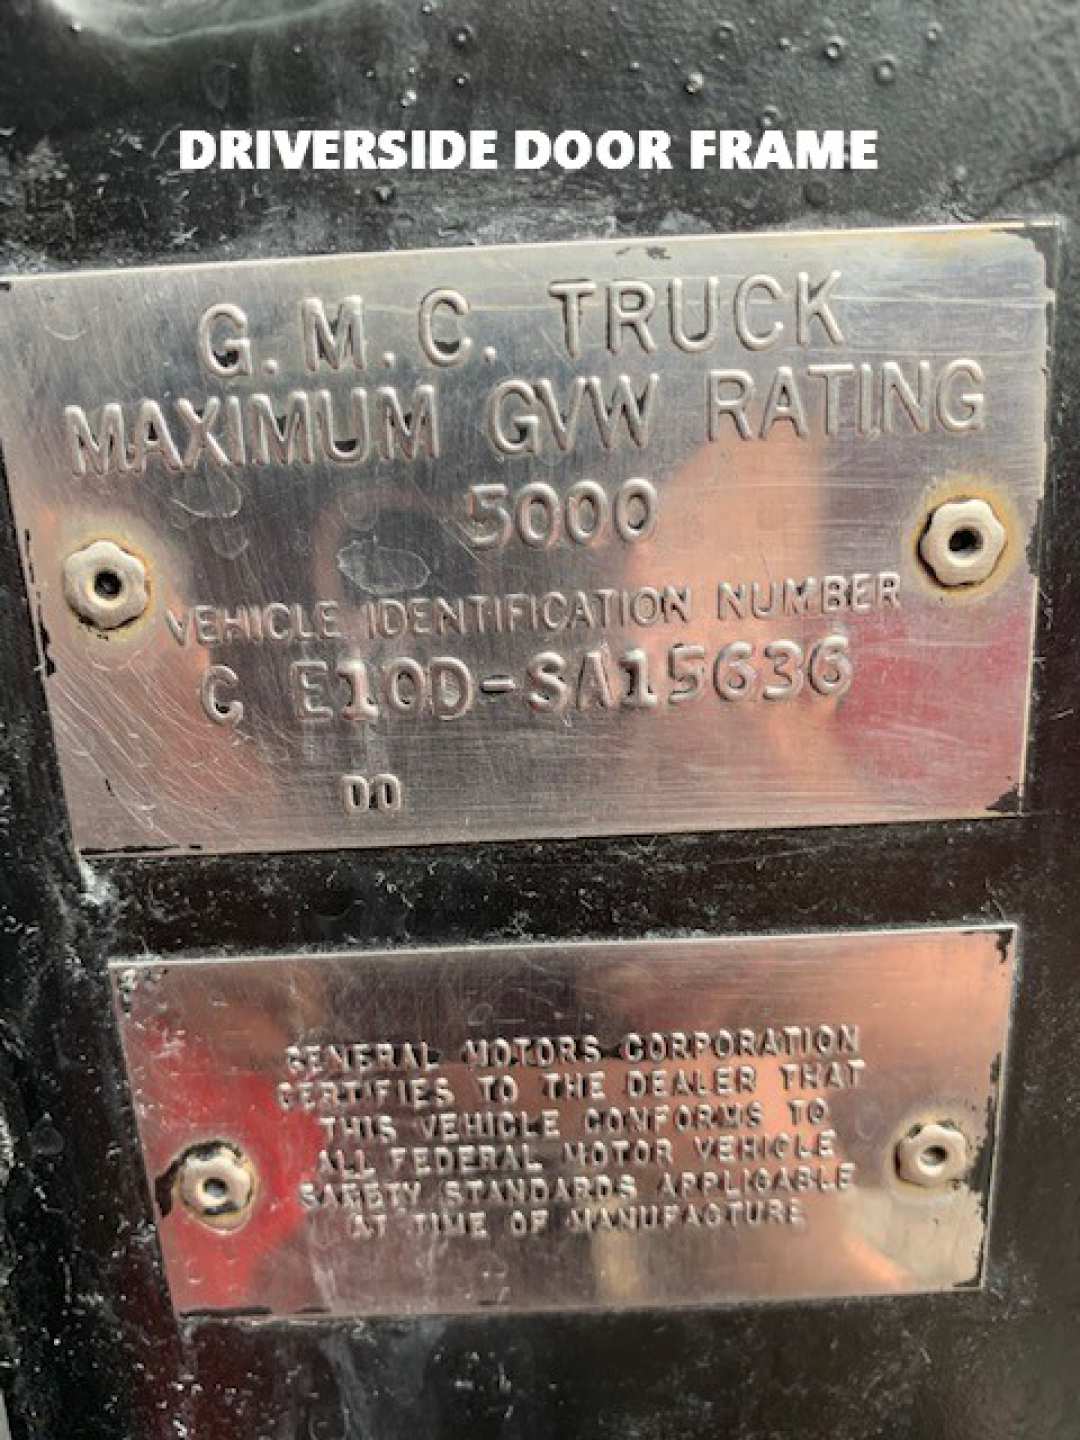 DRIVERSIDE DOOR FRAME
G.M.C. TRUCK
MAXIMUM GVW RATING
5000
VEHICLE IDENTIFICATION NUMBER
C E10D-SA15636
DO
GENERAL MOTORS CORPORATION
CERTIFIES TO THE DEALER THAT
THIS VEHICLE CONFORMS TO
ALL FEDERAL MOTOR VEHICLE
SAFETY STANDARDS APPLICABLE
AT TIME OF MANUFACTURE